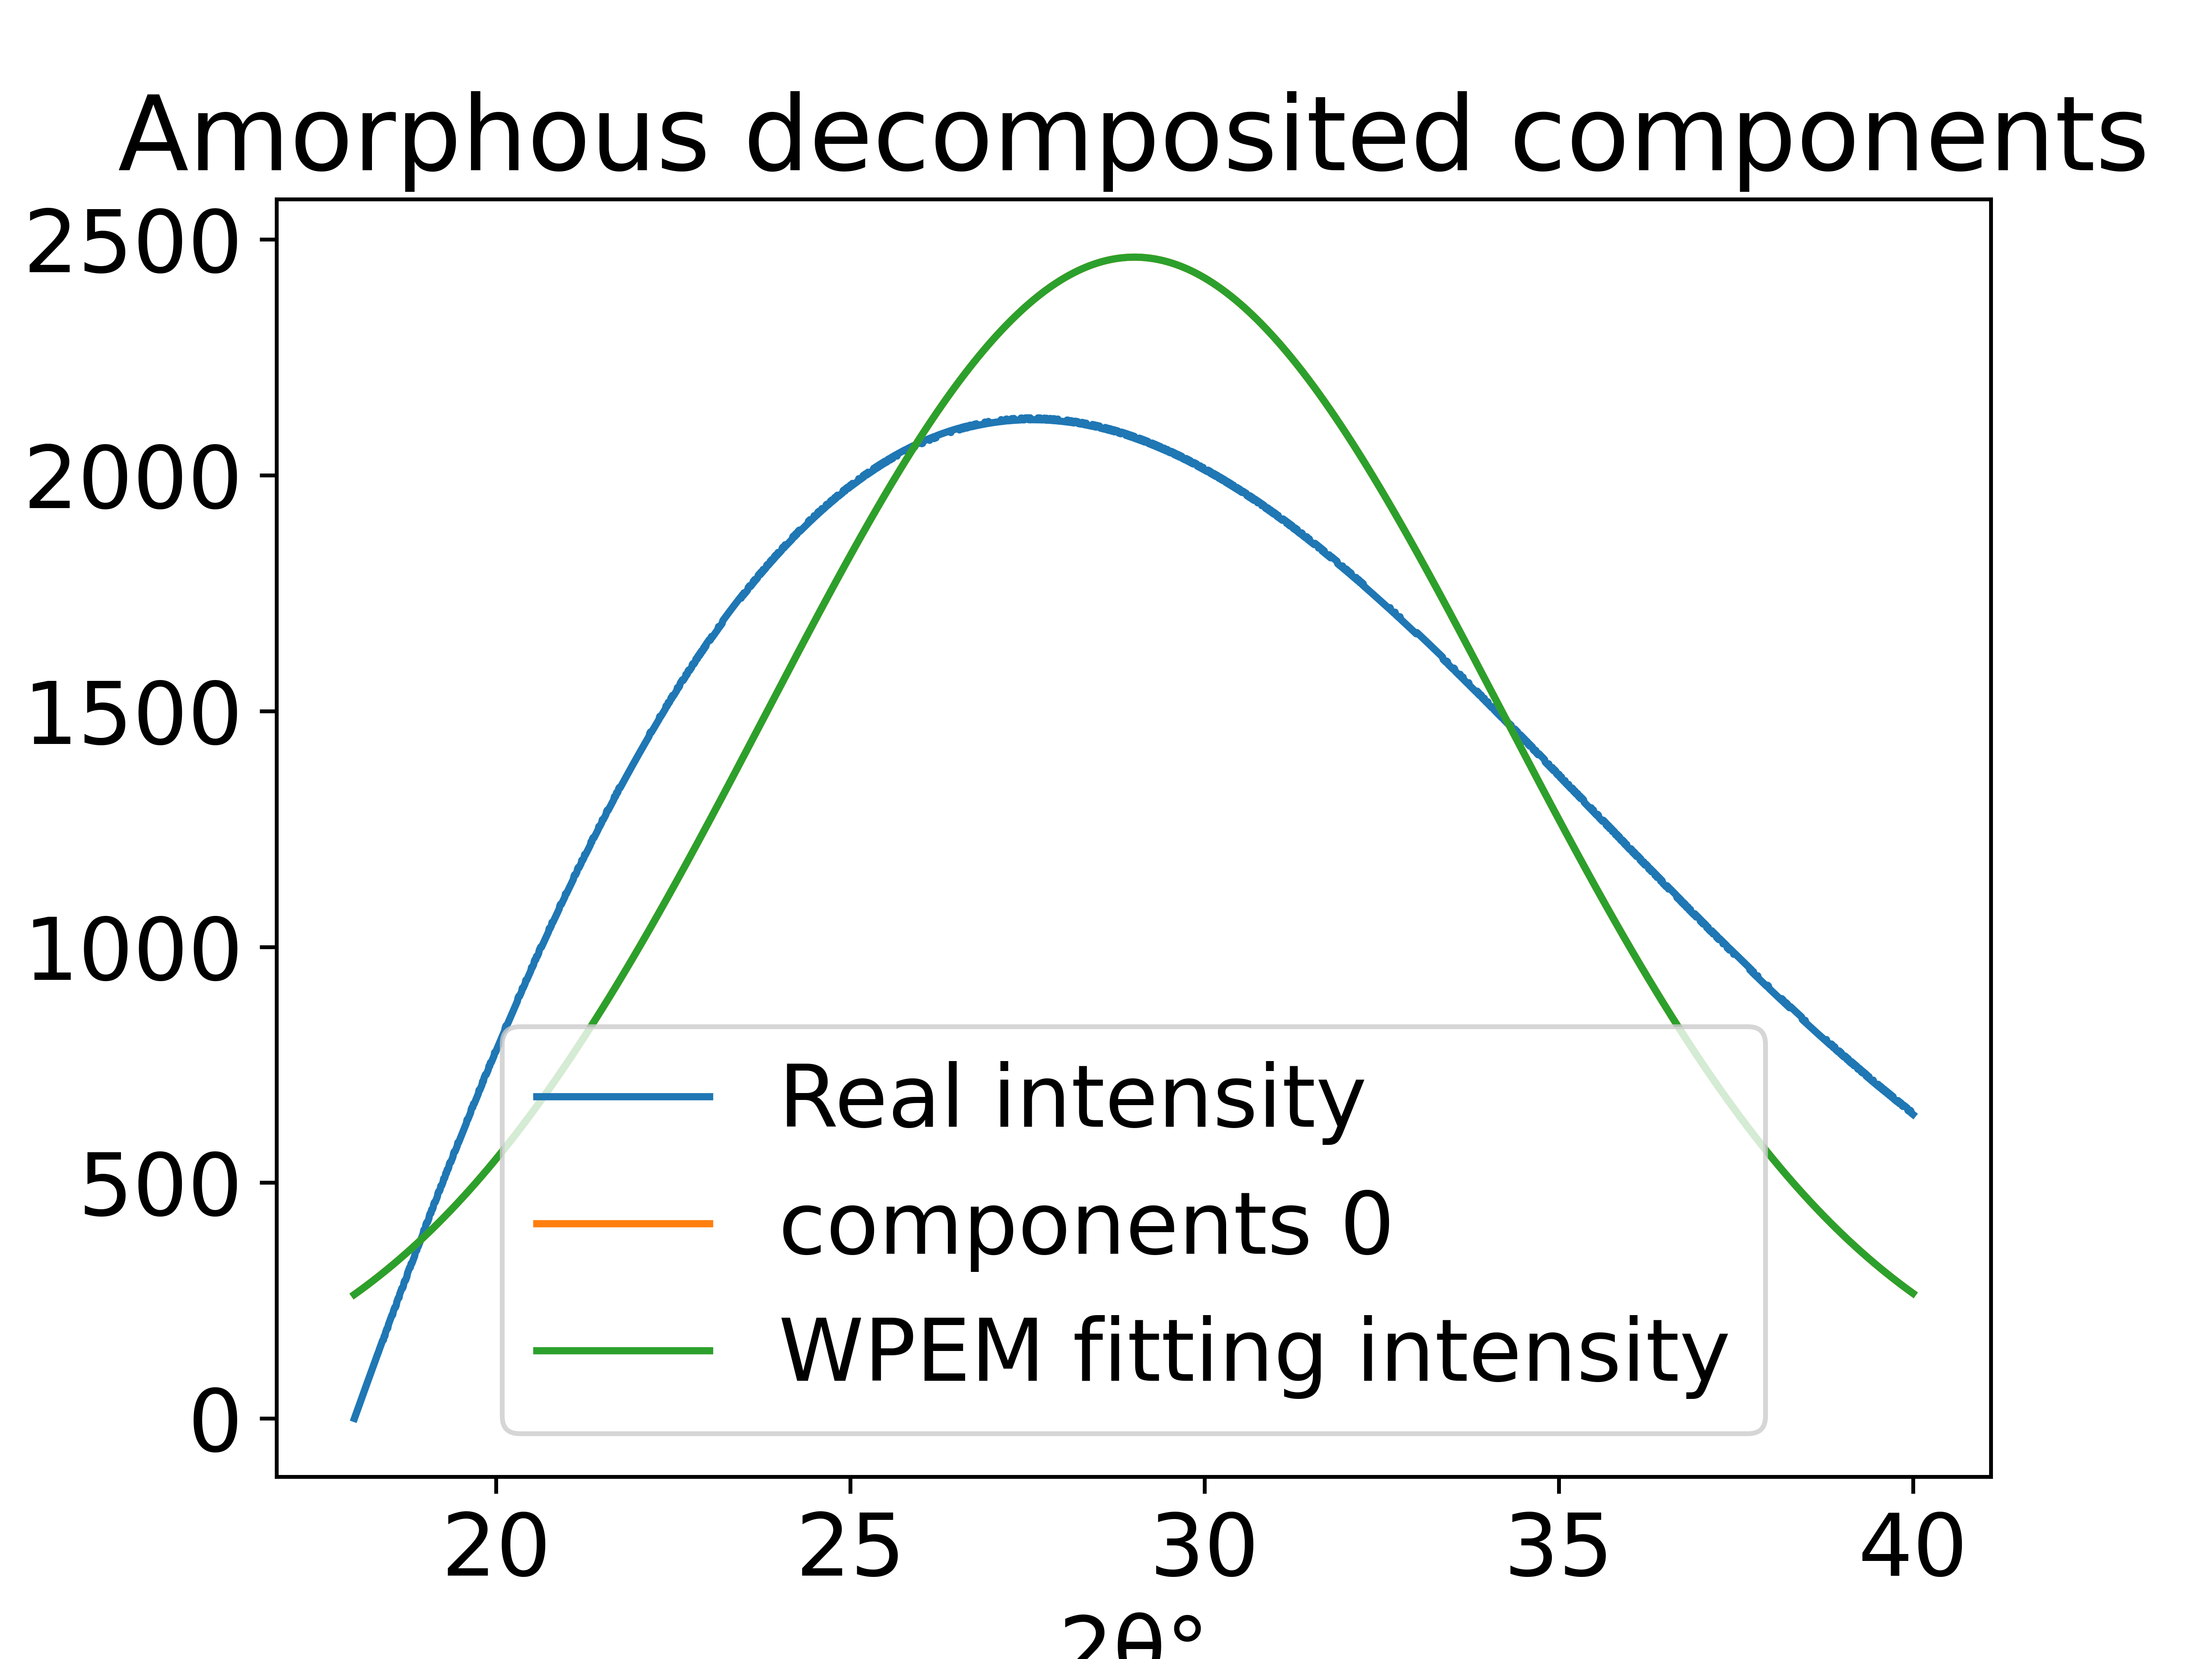 Amorphous decomposited components
2500
2000
1500
1000
500
0
Real intensity
components 0
WPEM fitting intensity
20 25 30 35 40
2θ°